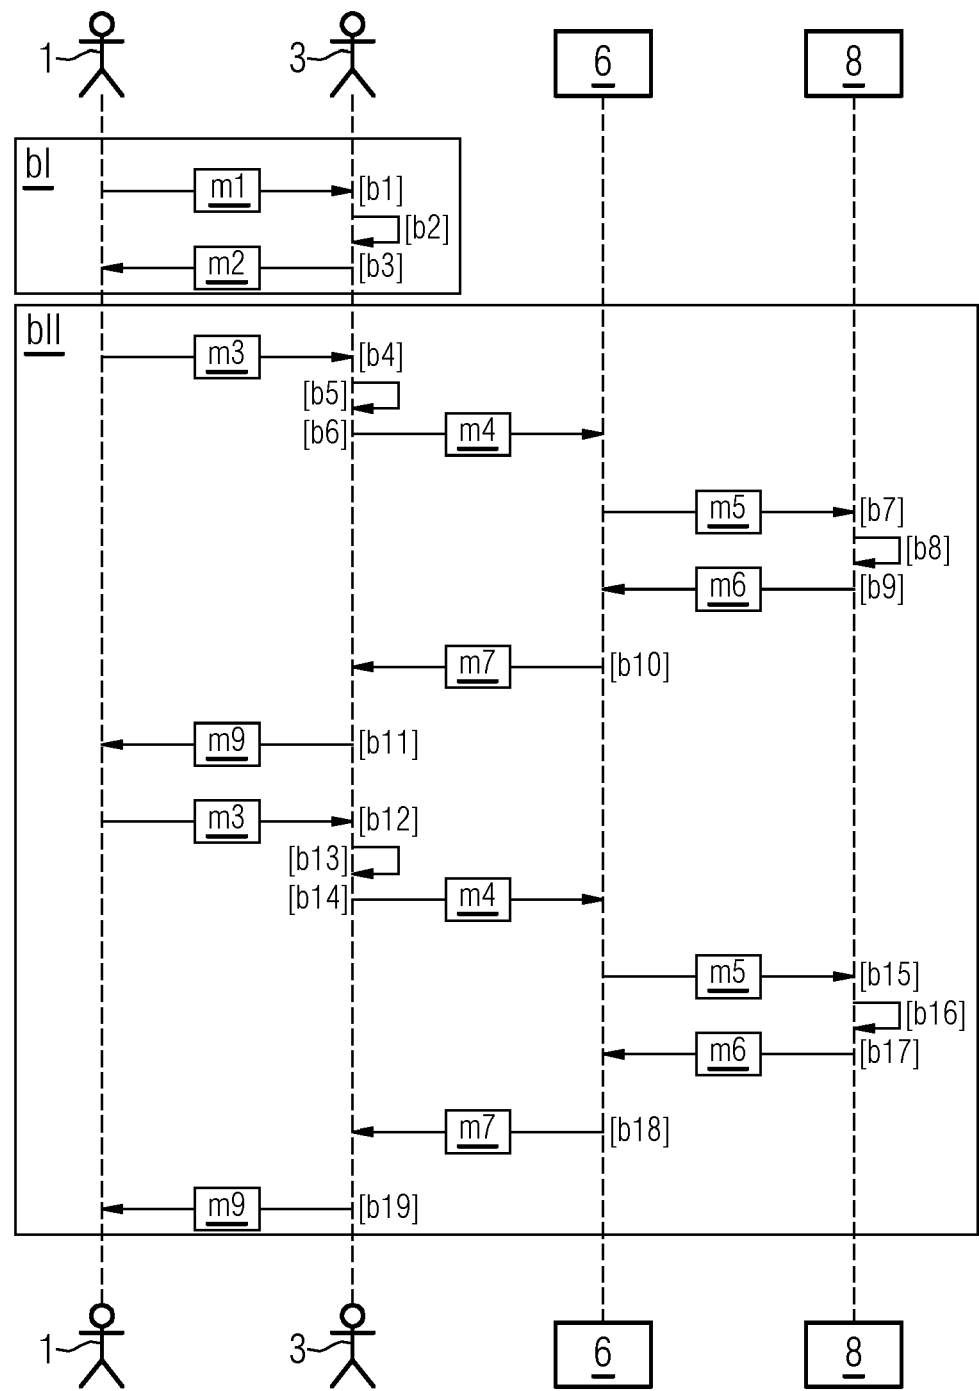 1 3 6 8
bI
m1 [b1]
[b2]
m2 [b3]
bII
m3 [b4]
[b5]
[b6] m4
m5 [b7]
[b8]
m6 [b9]
m7 [b10]
m9 [b11]
m3 [b12]
[b13]
[b14] m4
m5 [b15]
[b16]
m6 [b17]
m7 [b18]
m9 [b19]
1 3 6 8